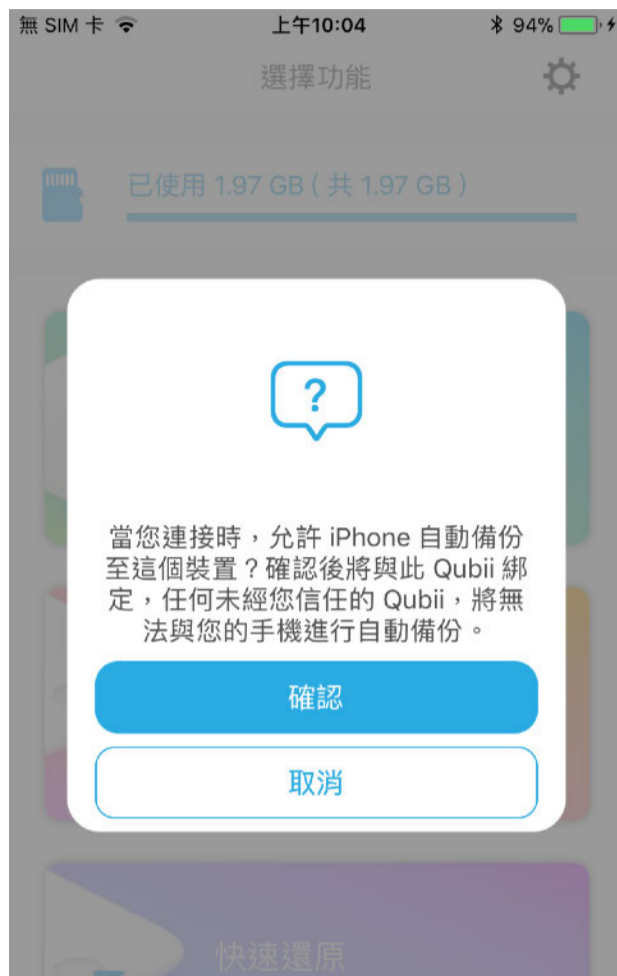 無 SIM 卡
上午10:04
94%
選擇功能
已使用 1.97 GB ( 共 1.97 GB )
?
當您連接時，允許 iPhone 自動備份
至這個裝置？確認後將與此 Qubii 綁
定，任何未經您信任的 Qubii，將無
法與您的手機進行自動備份。
確認
取消
快速還原